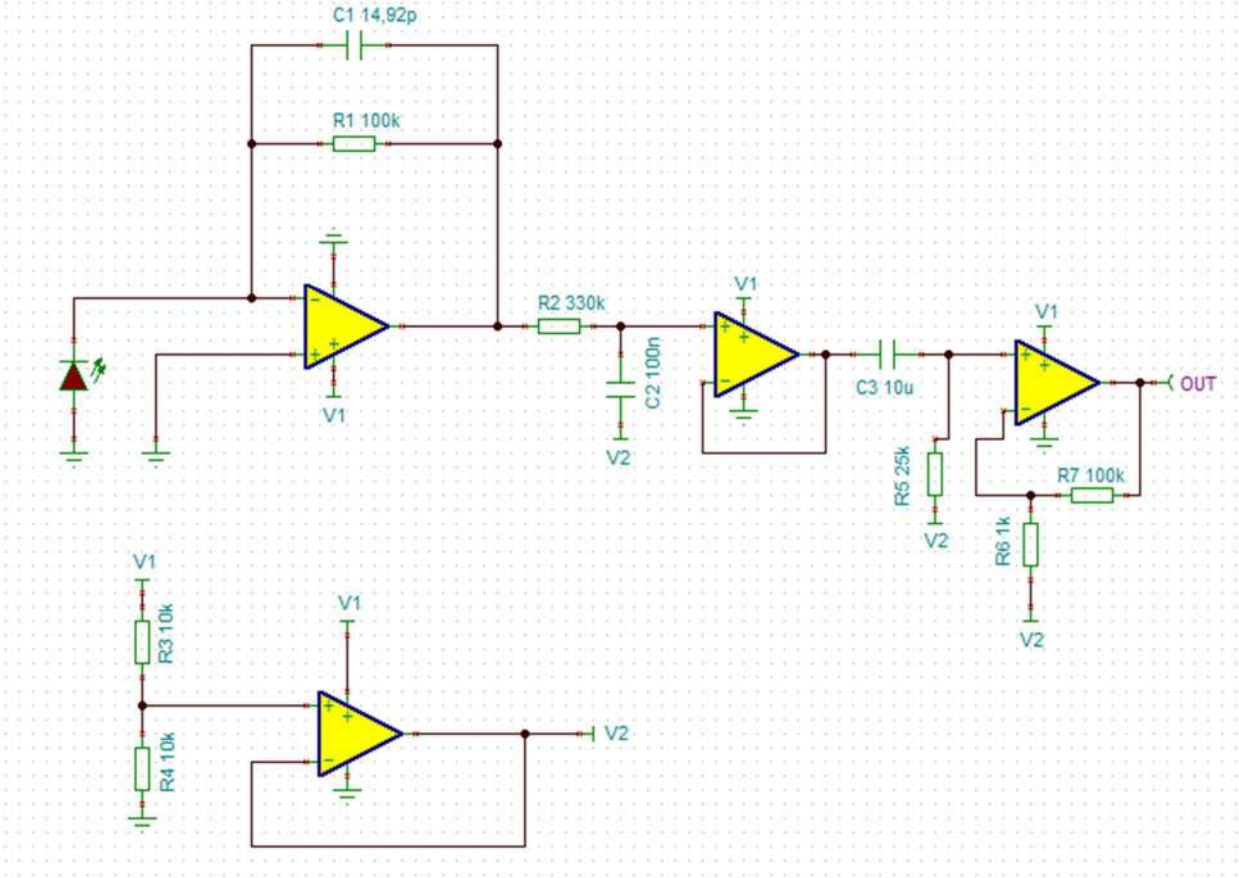 C1 14,92p
R1 100k
V1
R2 330k
C2 100n
V2
V1
C3 10u
R5 25k
V2
V1
OUT
R7 100k
R6 1k
V2
V1
R3 10k
R4 10k
V1
V2